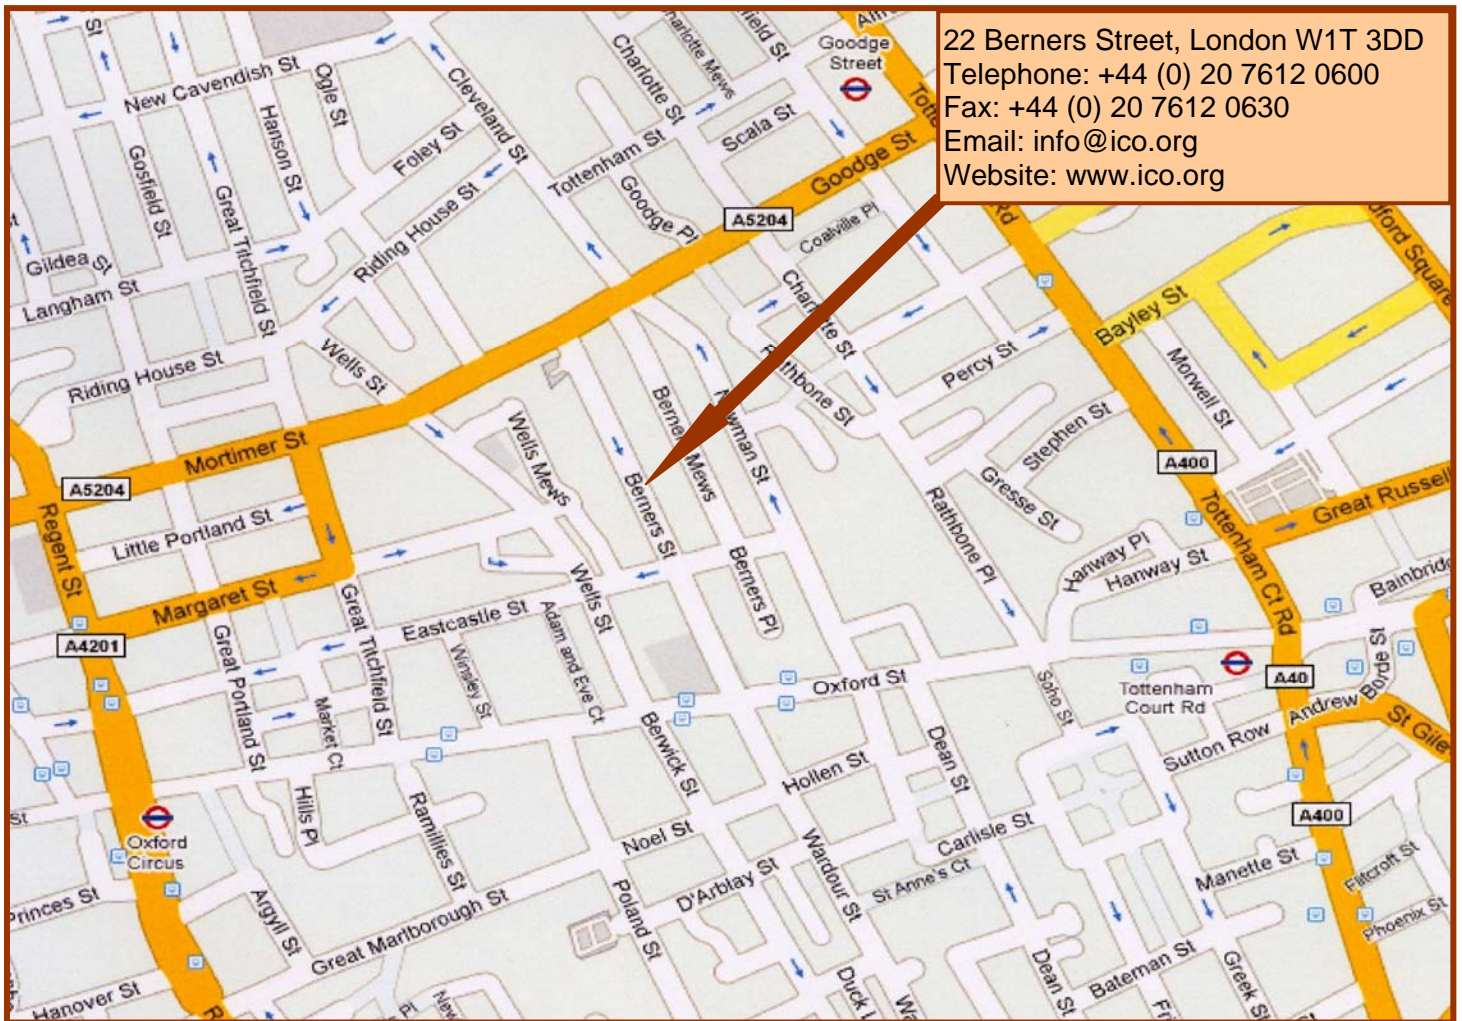 22 Berners Street, London W1T 3DD
Telephone: +44 (0) 20 7612 0600
Fax: +44 (0) 20 7612 0630
Email: info@ico.org
Website: www.ico.org
Goodge
Street
New Cavendish St
Ogle St
Cleveland St
Charlotte St
Scala St
Hanson St
Foley St
Tottenham St
Goodge St
Gosfield St
Great Titchfield St
Riding House St
Goodge Pl
A5204
Coalville Pl
Rd
Gildea St
Langham St
Bayley St
Percy St
Riding House St
Wells St
Rathbone St
Morwell St
Berners Mews
Newman St
Stephen St
Mortimer St
Wells Mews
A5204
A400
Gresse St
Great Russell
Little Portland St
Berners St
Rathbone Pl
Regent St
Hanway Pl
Hanway St
Tottenham Ct Rd
Margaret St
Great Titchfield St
Wells St
Berners Pl
Eastcastle St
Adam and Eve Ct
A4201
Great Portland St
Winsley St
Market Ct
Oxford St
Soho St
Tottenham
Court Rd
A40
Andrew Borde St
Sutton Row
Berwick St
Dean St
Hollen St
Hills Pl
Ramillies St
Oxford
Circus
Noel St
Wardour St
Carlisle St
A400
St Anne's Ct
Manette St
Flitcroft St
Princes St
Argyll St
D'Arblay St
Poland St
Phoenix St
Great Marlborough St
Bateman St
Dean St
Greek St
Hanover St